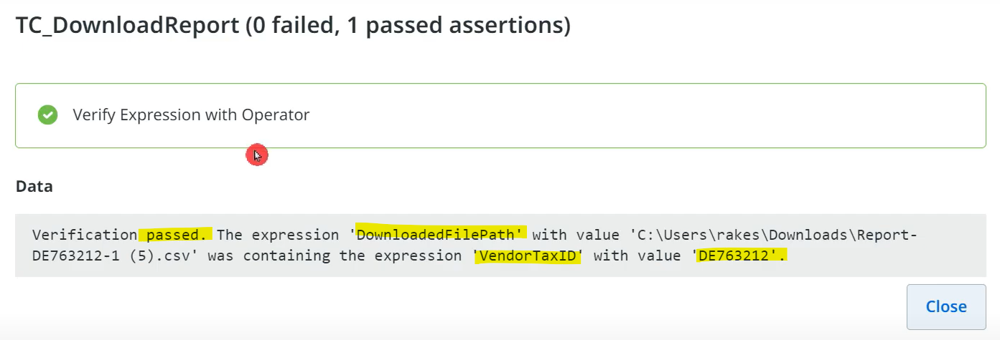 TC_DownloadReport (0 failed, 1 passed assertions)
Verify Expression with Operator
Data
Verification passed. The expression 'DownloadedFilePath' with value 'C:\Users\rakes\Downloads\Report-
DE763212-1 (5).csv' was containing the expression 'VendorTaxID' with value 'DE763212'.
Close